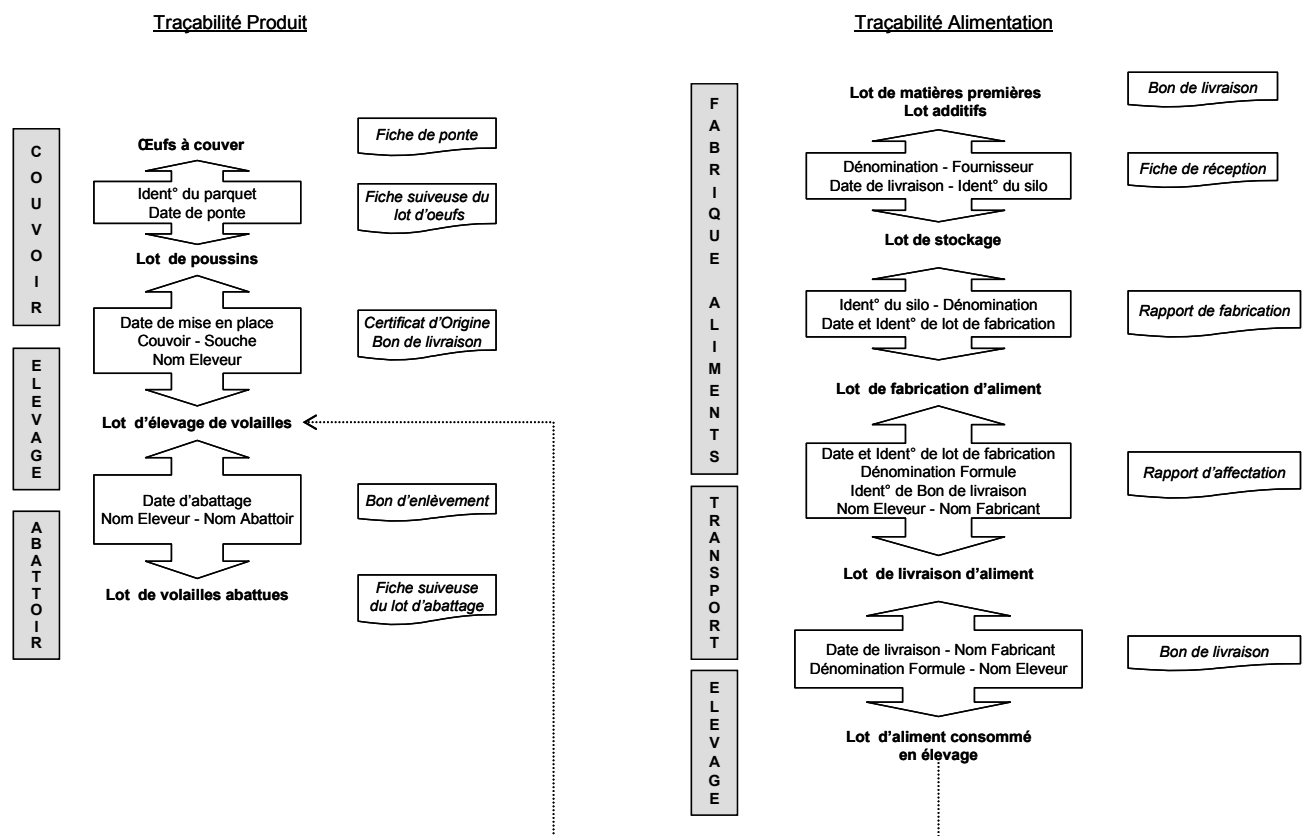 Traçabilité Produit
COUVOIR
ELEVAGE
ABATTOIR
Œufs à couver
Ident° du parquet
Date de ponte
Lot de poussins
Date de mise en place
Couvoir - Souche
Nom Eleveur
Lot d'élevage de volailles
Date d'abattage
Nom Eleveur - Nom Abattoir
Lot de volailles abattues
Fiche de ponte
Fiche suiveuse du
lot d'oeufs
Certificat d'Origine
Bon de livraison
Bon d'enlèvement
Fiche suiveuse
du lot d'abattage
Traçabilité Alimentation
FABRIQUE ALIMENTS
TRANSPORT
ELEVAGE
Lot de matières premières
Lot additifs
Dénomination - Fournisseur
Date de livraison - Ident° du silo
Lot de stockage
Ident° du silo - Dénomination
Date et Ident° de lot de fabrication
Lot de fabrication d'aliment
Date et Ident° de lot de fabrication
Dénomination Formule
Ident° de Bon de livraison
Nom Eleveur - Nom Fabricant
Lot de livraison d'aliment
Date de livraison - Nom Fabricant
Dénomination Formule - Nom Eleveur
Lot d'aliment consommé
en élevage
Bon de livraison
Fiche de réception
Rapport de fabrication
Rapport d'affectation
Bon de livraison